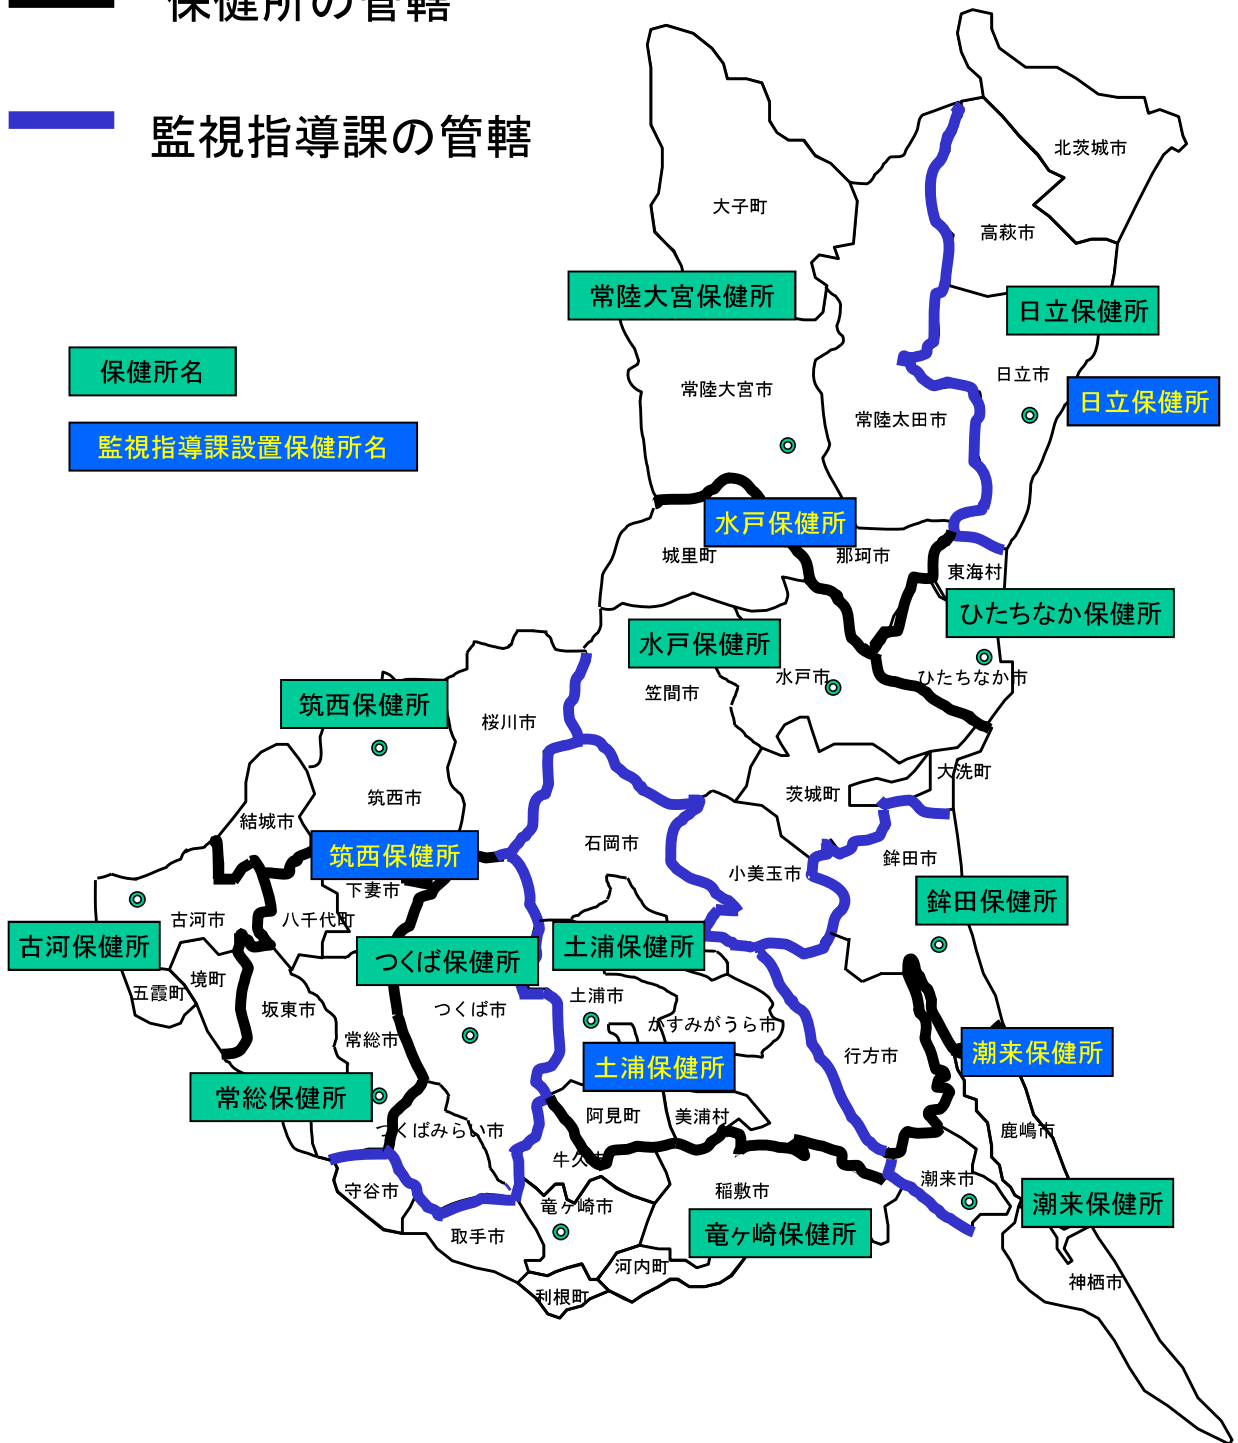 保健所の管轄
監視指導課の管轄
北茨城市
大子町
高萩市
常陸大宮保健所
日立保健所
保健所名
日立市
常陸大宮市
日立保健所
常陸太田市
監視指導課設置保健所名
水戸保健所
城里町
那珂市
東海村
ひたちなか保健所
水戸保健所
水戸市
ひたちなか市
笠間市
筑西保健所
桜川市
大洗町
茨城町
筑西市
結城市
石岡市
筑西保健所
鉾田市
小美玉市
下妻市
鉾田保健所
古河市
八千代町
古河保健所
つくば保健所
土浦保健所
境町
五霞町
土浦市
坂東市
つくば市
かすみがうら市
常総市
行方市
潮来保健所
土浦保健所
常総保健所
阿見町
美浦村
つくばみらい市
鹿嶋市
牛久市
潮来市
守谷市
稲敷市
竜ヶ崎市
潮来保健所
取手市
竜ヶ崎保健所
河内町
神栖市
利根町